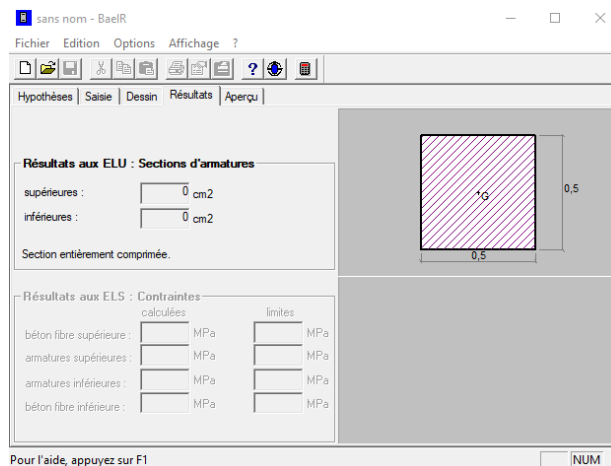 sans nom - BaelR
Fichier Edition Options Affichage ?
Hypothèses Saisie Dessin Résultats Aperçu
Résultats aux ELU : Sections d'armatures
supérieures : 0 cm2
inférieures : 0 cm2
Section entièrement comprimée.
G
0,5
0,5
Résultats aux ELS : Contraintes
calculées limites
béton fibre supérieure : MPa MPa
armatures supérieures : MPa MPa
armatures inférieures : MPa MPa
béton fibre inférieure : MPa MPa
Pour l'aide, appuyez sur F1
NUM